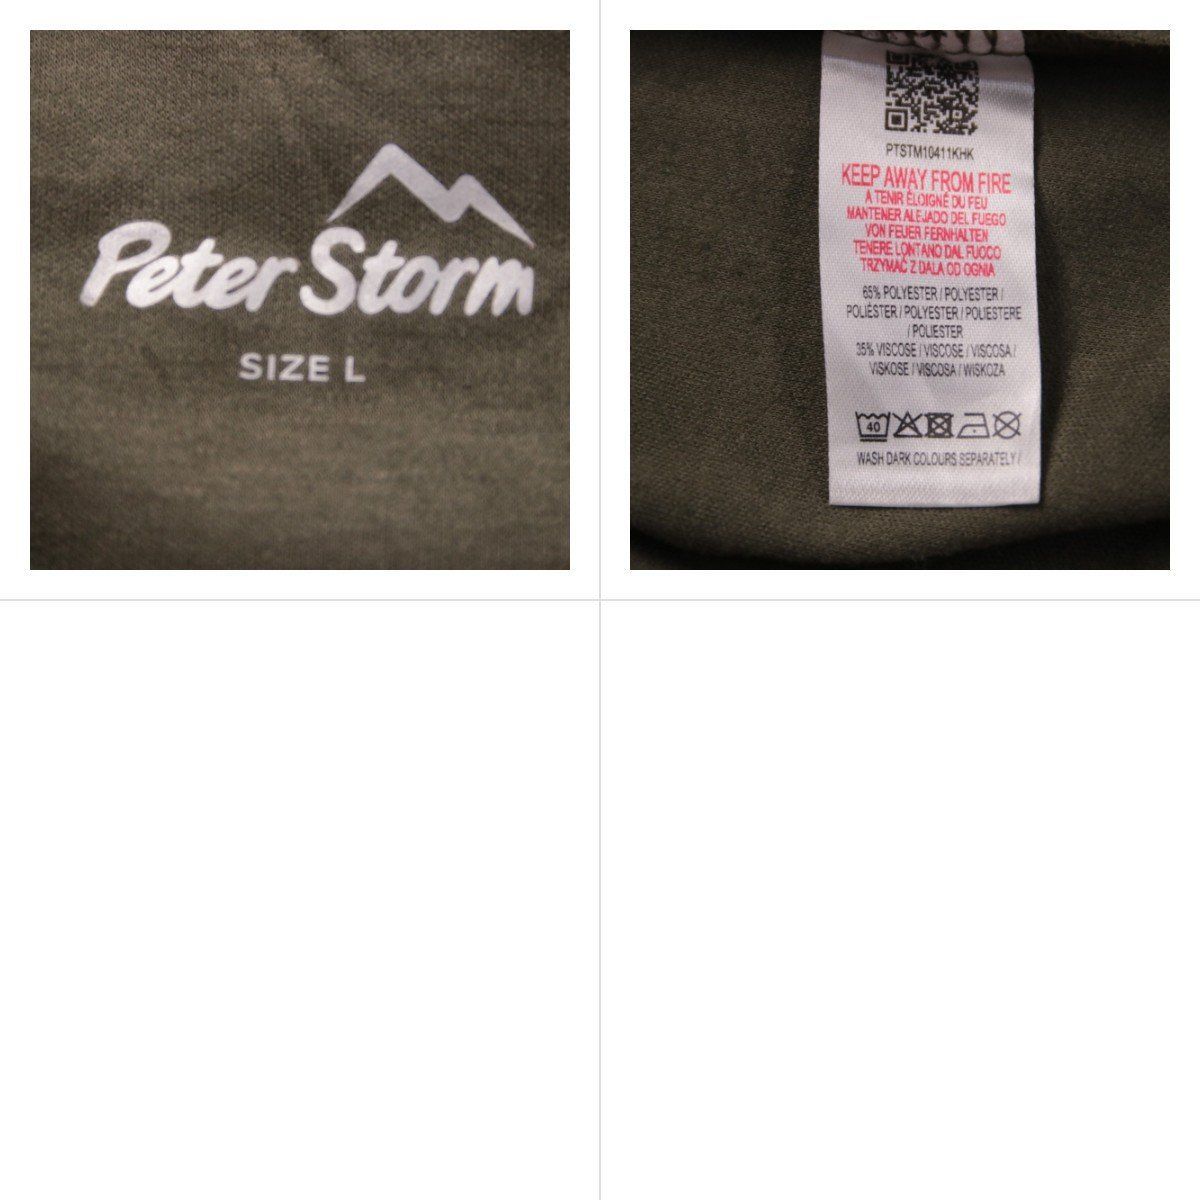 Peter Storm
SIZE L
PTSTM10411KHK
KEEP AWAY FROM FIRE
A TENIR ÉLOIGNÉ DU FEU
MANTENER ALEJADO DEL FUEGO
VON FEUER FERNHALTEN
TENERE LONTANO DAL FUOCO
TRZYMAĆ Z DALA OD OGNIA
65% POLYESTER / POLYESTER /
POLIÉSTER / POLYESTER / POLIESTERE
/ POLIESTER
35% VISCOSE / VISCOSE / VISCOSA /
VISKOSE / VISCOSA / WISKOZA
40
WASH DARK COLOURS SEPARATELY /